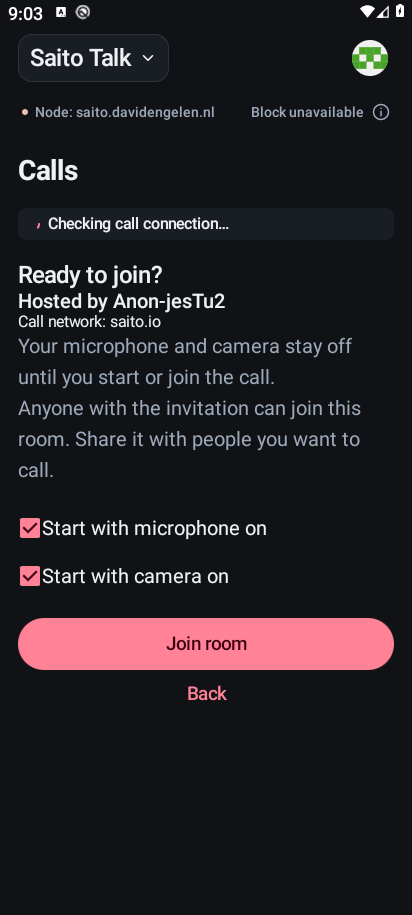 9:03
Saito Talk
Node: saito.davidengelen.nl
Block unavailable
Calls
Checking call connection...
Ready to join?
Hosted by Anon-jesTu2
Call network: saito.io
Your microphone and camera stay off
until you start or join the call.
Anyone with the invitation can join this
room. Share it with people you want to
call.
Start with microphone on
Start with camera on
Join room
Back